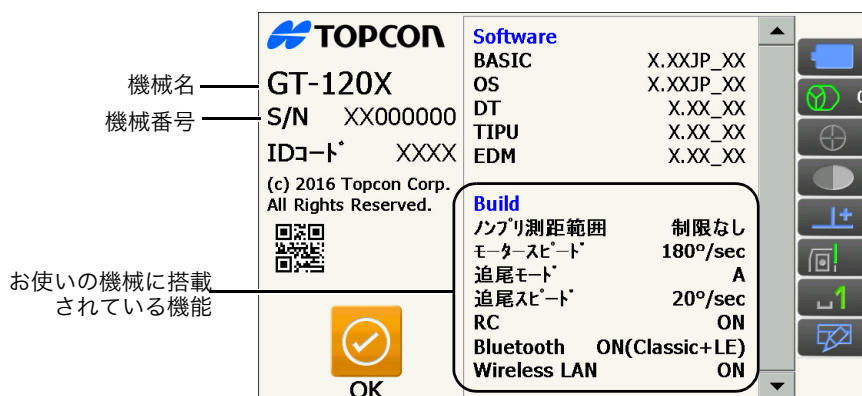 機械名
機械番号
お使いの機械に搭載
されている機能
TOPCON
GT-120X
S/N XX000000
IDｺｰﾄﾞ XXXX
(c) 2016 Topcon Corp.
All Rights Reserved.
OK
Software
BASIC X.XXJP_XX
OS X.XXJP_XX
DT X.XX_XX
TIPU X.XX_XX
EDM X.XX_XX
Build
ﾉﾝﾌﾟﾘ測距範囲 制限なし
ﾓｰﾀｰｽﾋﾟｰﾄﾞ 180º/sec
追尾ﾓｰﾄﾞ A
追尾ｽﾋﾟｰﾄﾞ 20º/sec
RC ON
Bluetooth ON(Classic+LE)
Wireless LAN ON